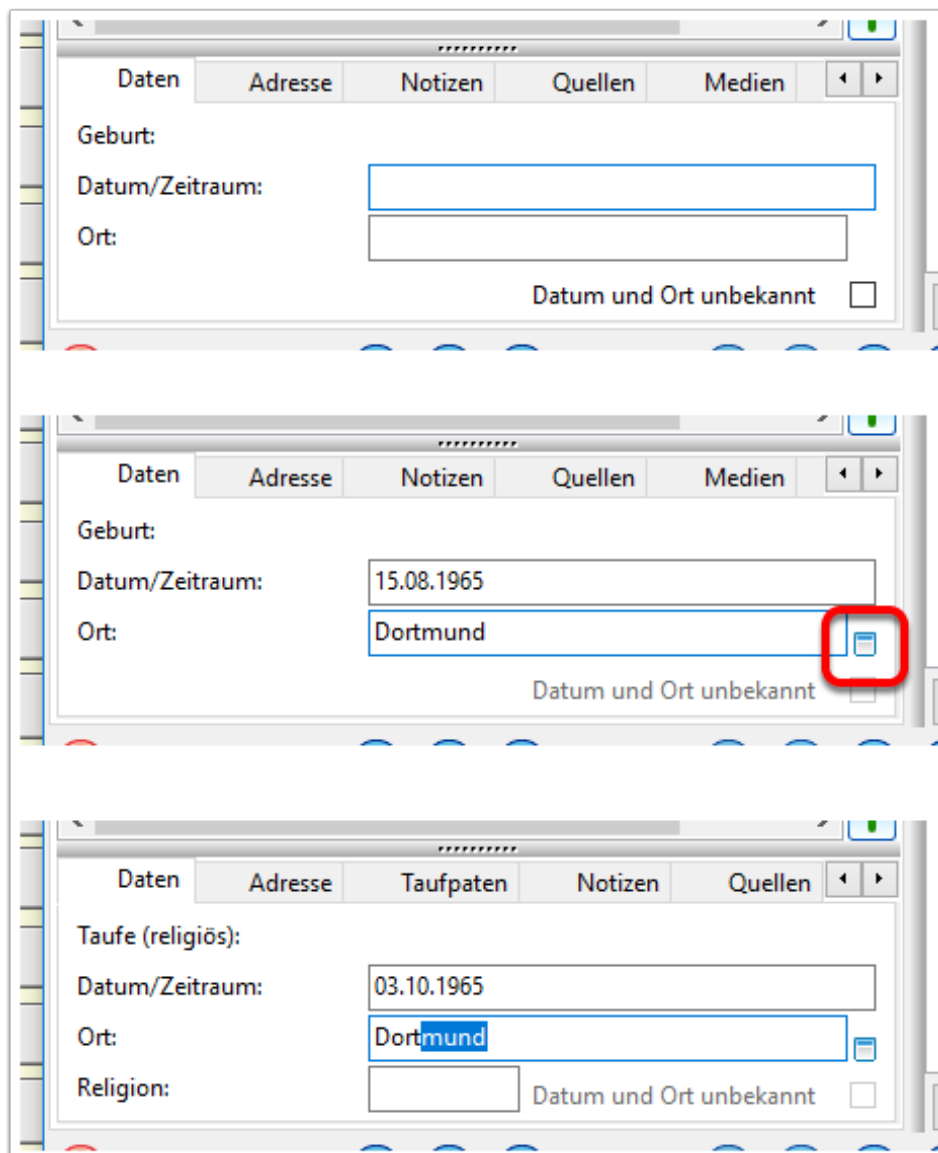 Daten Adresse Notizen Quellen Medien
Geburt:
Datum/Zeitraum:
Ort:
Datum und Ort unbekannt
Daten Adresse Notizen Quellen Medien
Geburt:
Datum/Zeitraum: 15.08.1965
Ort: Dortmund
Datum und Ort unbekannt
Daten Adresse Taufpaten Notizen Quellen
Taufe (religiös):
Datum/Zeitraum: 03.10.1965
Ort: Dortmund
Religion: Datum und Ort unbekannt